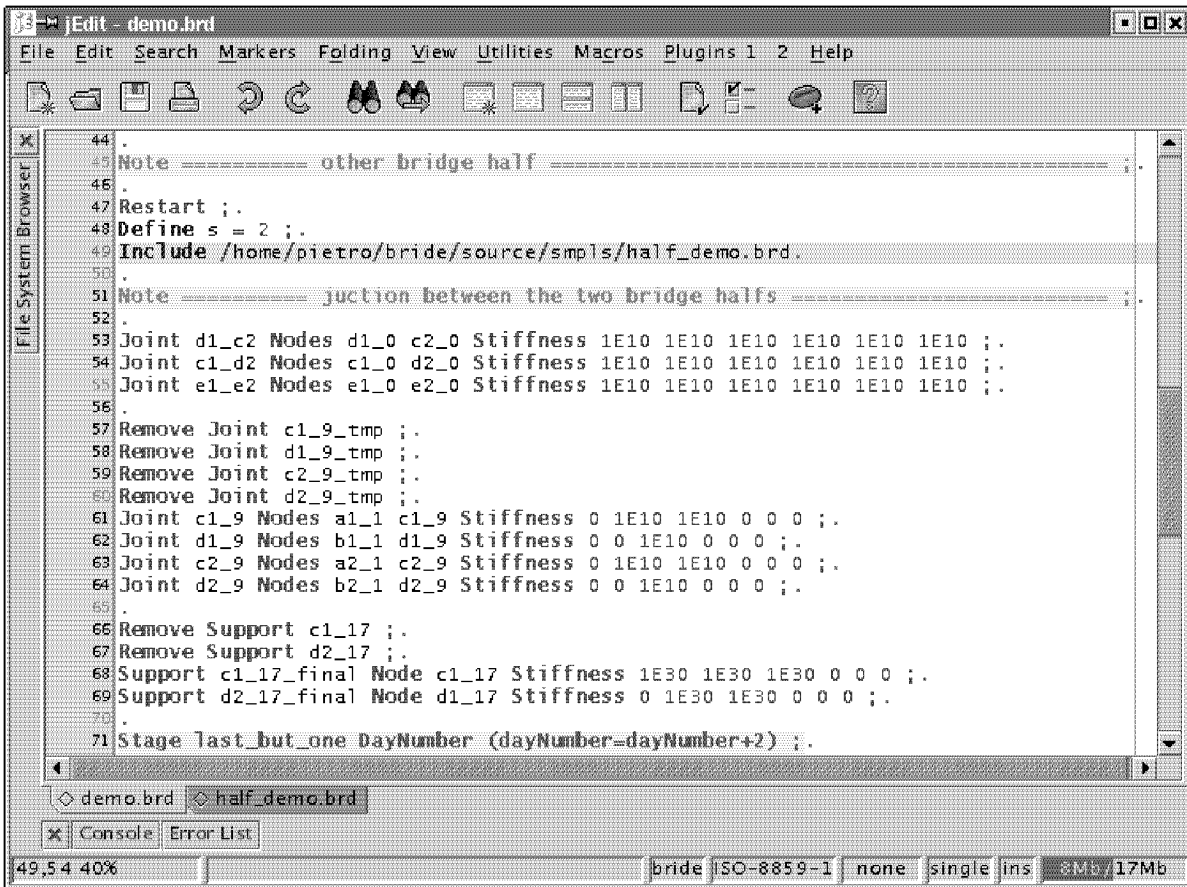 jEdit - demo.brd
File Edit Search Markers Folding View Utilities Macros Plugins 1 2 Help
File System Browser
44 .
45 Note ========== other bridge half ============================================ ;.
46 .
47 Restart ;.
48 Define s = 2 ;.
49 Include /home/pietro/bride/source/smpls/half_demo.brd.
50 .
51 Note ========== juction between the two bridge halfs ========================= ;.
52 .
53 Joint d1_c2 Nodes d1_0 c2_0 Stiffness 1E10 1E10 1E10 1E10 1E10 1E10 ;.
54 Joint c1_d2 Nodes c1_0 d2_0 Stiffness 1E10 1E10 1E10 1E10 1E10 1E10 ;.
55 Joint e1_e2 Nodes e1_0 e2_0 Stiffness 1E10 1E10 1E10 1E10 1E10 1E10 ;.
56 .
57 Remove Joint c1_9_tmp ;.
58 Remove Joint d1_9_tmp ;.
59 Remove Joint c2_9_tmp ;.
60 Remove Joint d2_9_tmp ;.
61 Joint c1_9 Nodes a1_1 c1_9 Stiffness 0 1E10 1E10 0 0 0 ;.
62 Joint d1_9 Nodes b1_1 d1_9 Stiffness 0 0 1E10 0 0 0 ;.
63 Joint c2_9 Nodes a2_1 c2_9 Stiffness 0 1E10 1E10 0 0 0 ;.
64 Joint d2_9 Nodes b2_1 d2_9 Stiffness 0 0 1E10 0 0 0 ;.
65 .
66 Remove Support c1_17 ;.
67 Remove Support d2_17 ;.
68 Support c1_17_final Node c1_17 Stiffness 1E30 1E30 1E30 0 0 0 ;.
69 Support d2_17_final Node d1_17 Stiffness 0 1E30 1E30 0 0 0 ;.
70 .
71 Stage last_but_one DayNumber (dayNumber=dayNumber+2) ;.
demo.brd half_demo.brd
Console Error List
49,54 40% bride ISO-8859-1 none single ins 8Mb/17Mb